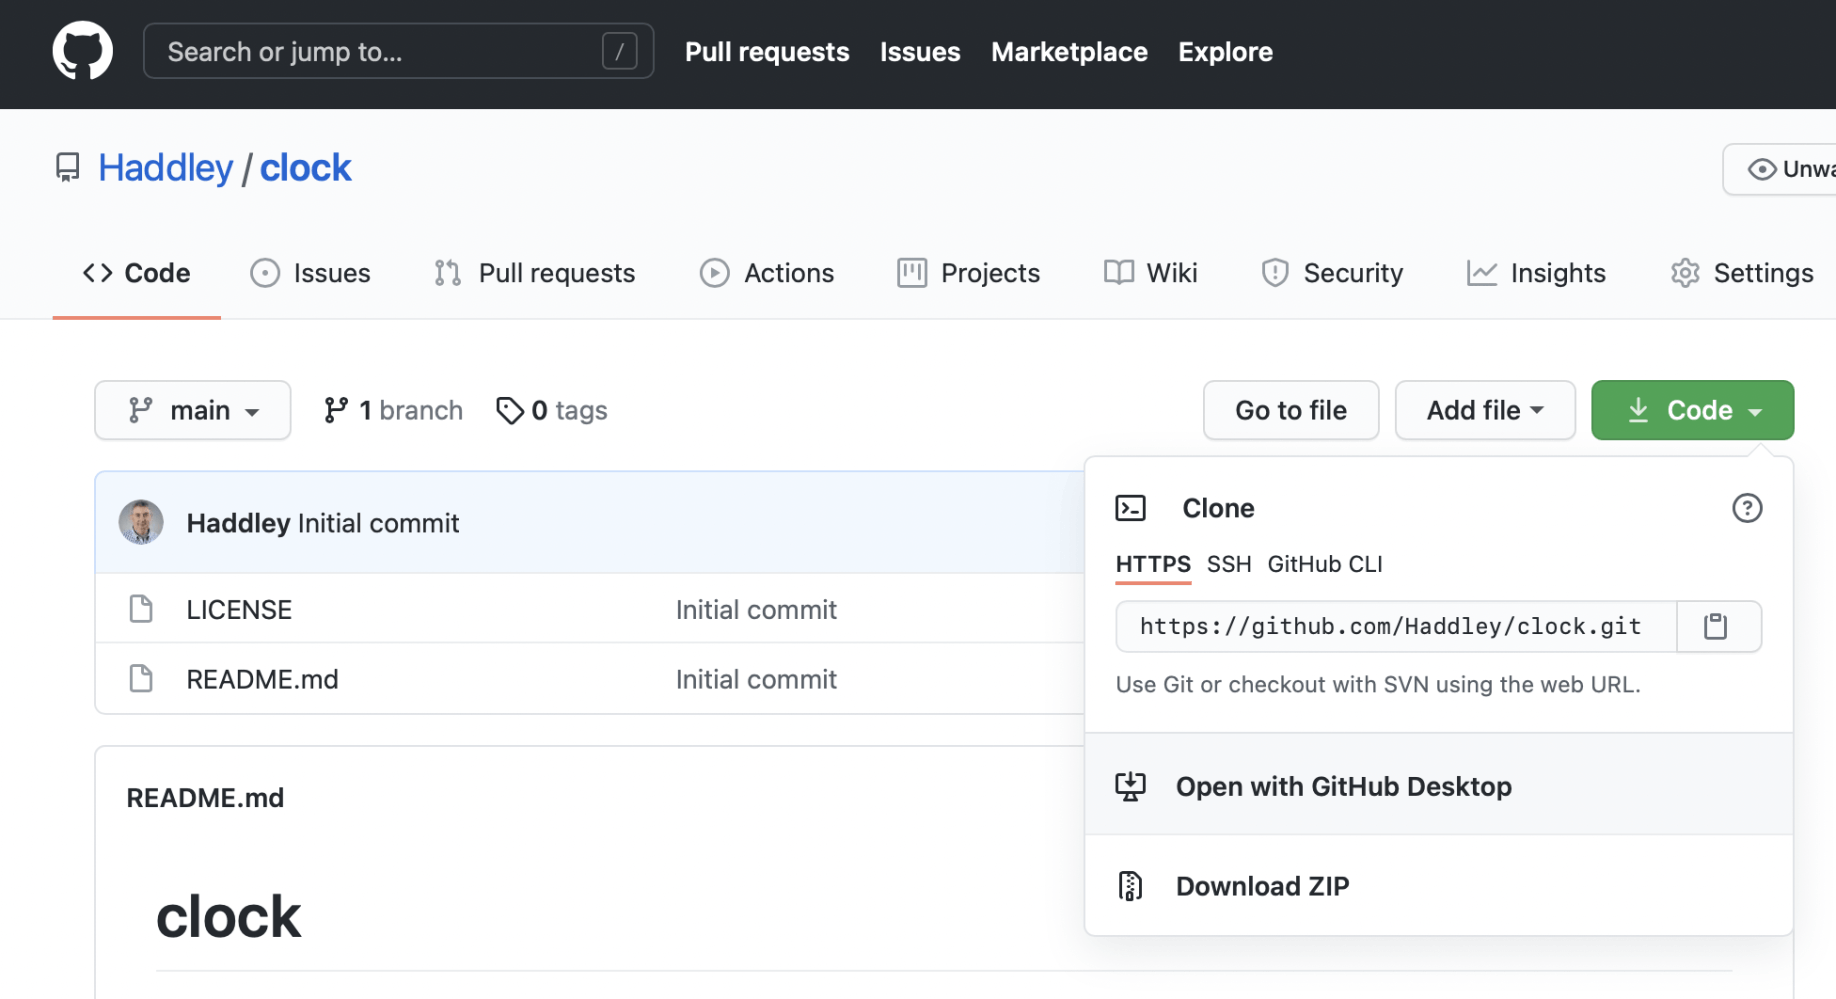 Search or jump to... /
Pull requests Issues Marketplace Explore
Haddley / clock
Unwa
Code Issues Pull requests Actions Projects Wiki Security Insights Settings
main 1 branch 0 tags Go to file Add file Code
Haddley Initial commit
LICENSE Initial commit
README.md Initial commit
Clone
HTTPS SSH GitHub CLI
https://github.com/Haddley/clock.git
Use Git or checkout with SVN using the web URL.
Open with GitHub Desktop
Download ZIP
README.md
clock